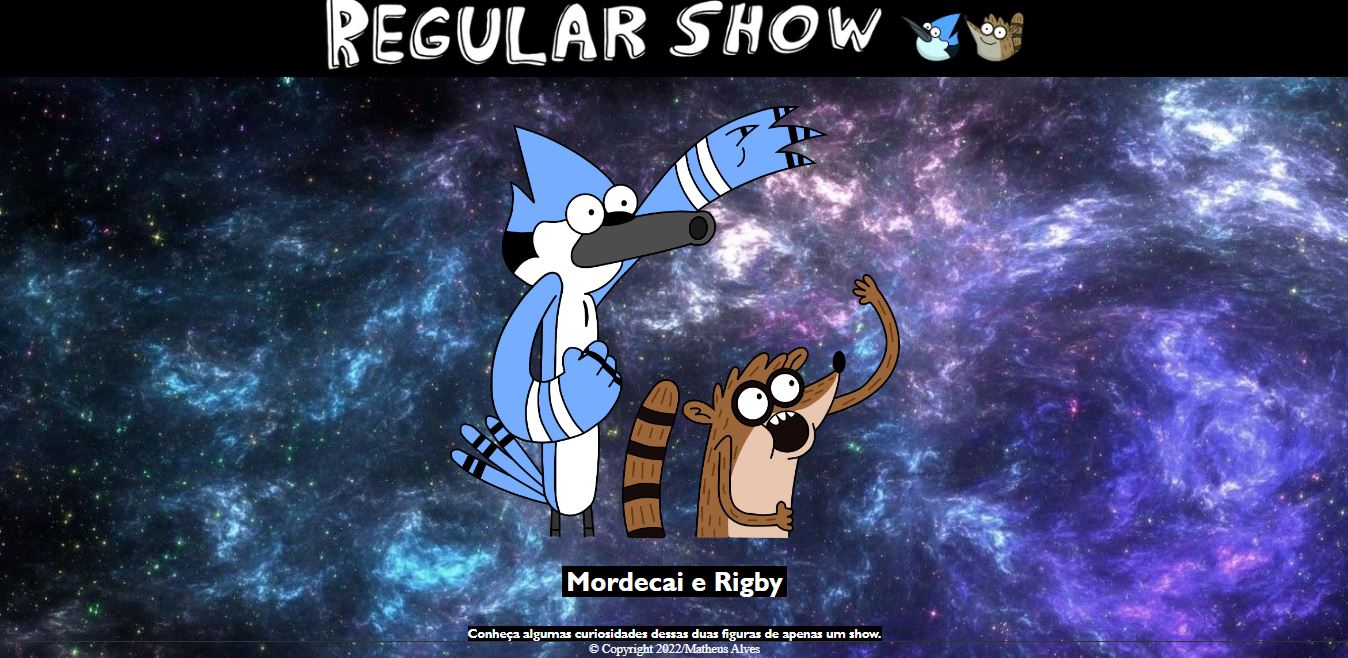 REGULAR SHOW
Mordecai e Rigby
Conheça algumas curiosidades dessas duas figuras de apenas um show.
© Copyright 2022/Matheus Alves